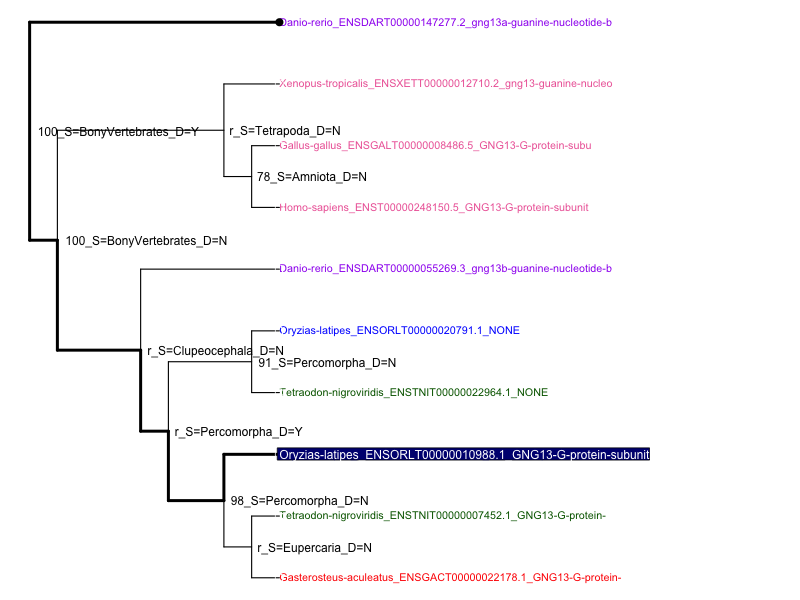 Danio-rerio_ENSDART00000147277.2_gng13a-guanine-nucleotide-b
Xenopus-tropicalis_ENSXETT00000012710.2_gng13-guanine-nucleo
100_S=BonyVertebrates_D=Y
r_S=Tetrapoda_D=N
Gallus-gallus_ENSGALT00000008486.5_GNG13-G-protein-subu
78_S=Amniota_D=N
Homo-sapiens_ENST00000248150.5_GNG13-G-protein-subunit
100_S=BonyVertebrates_D=N
Danio-rerio_ENSDART00000055269.3_gng13b-guanine-nucleotide-b
Oryzias-latipes_ENSORLT00000020791.1_NONE
r_S=Clupeocephala_D=N
91_S=Percomorpha_D=N
Tetraodon-nigroviridis_ENSTNIT00000022964.1_NONE
r_S=Percomorpha_D=Y
Oryzias-latipes_ENSORLT00000010988.1_GNG13-G-protein-subunit
98_S=Percomorpha_D=N
Tetraodon-nigroviridis_ENSTNIT00000007452.1_GNG13-G-protein-
r_S=Eupercaria_D=N
Gasterosteus-aculeatus_ENSGACT00000022178.1_GNG13-G-protein-